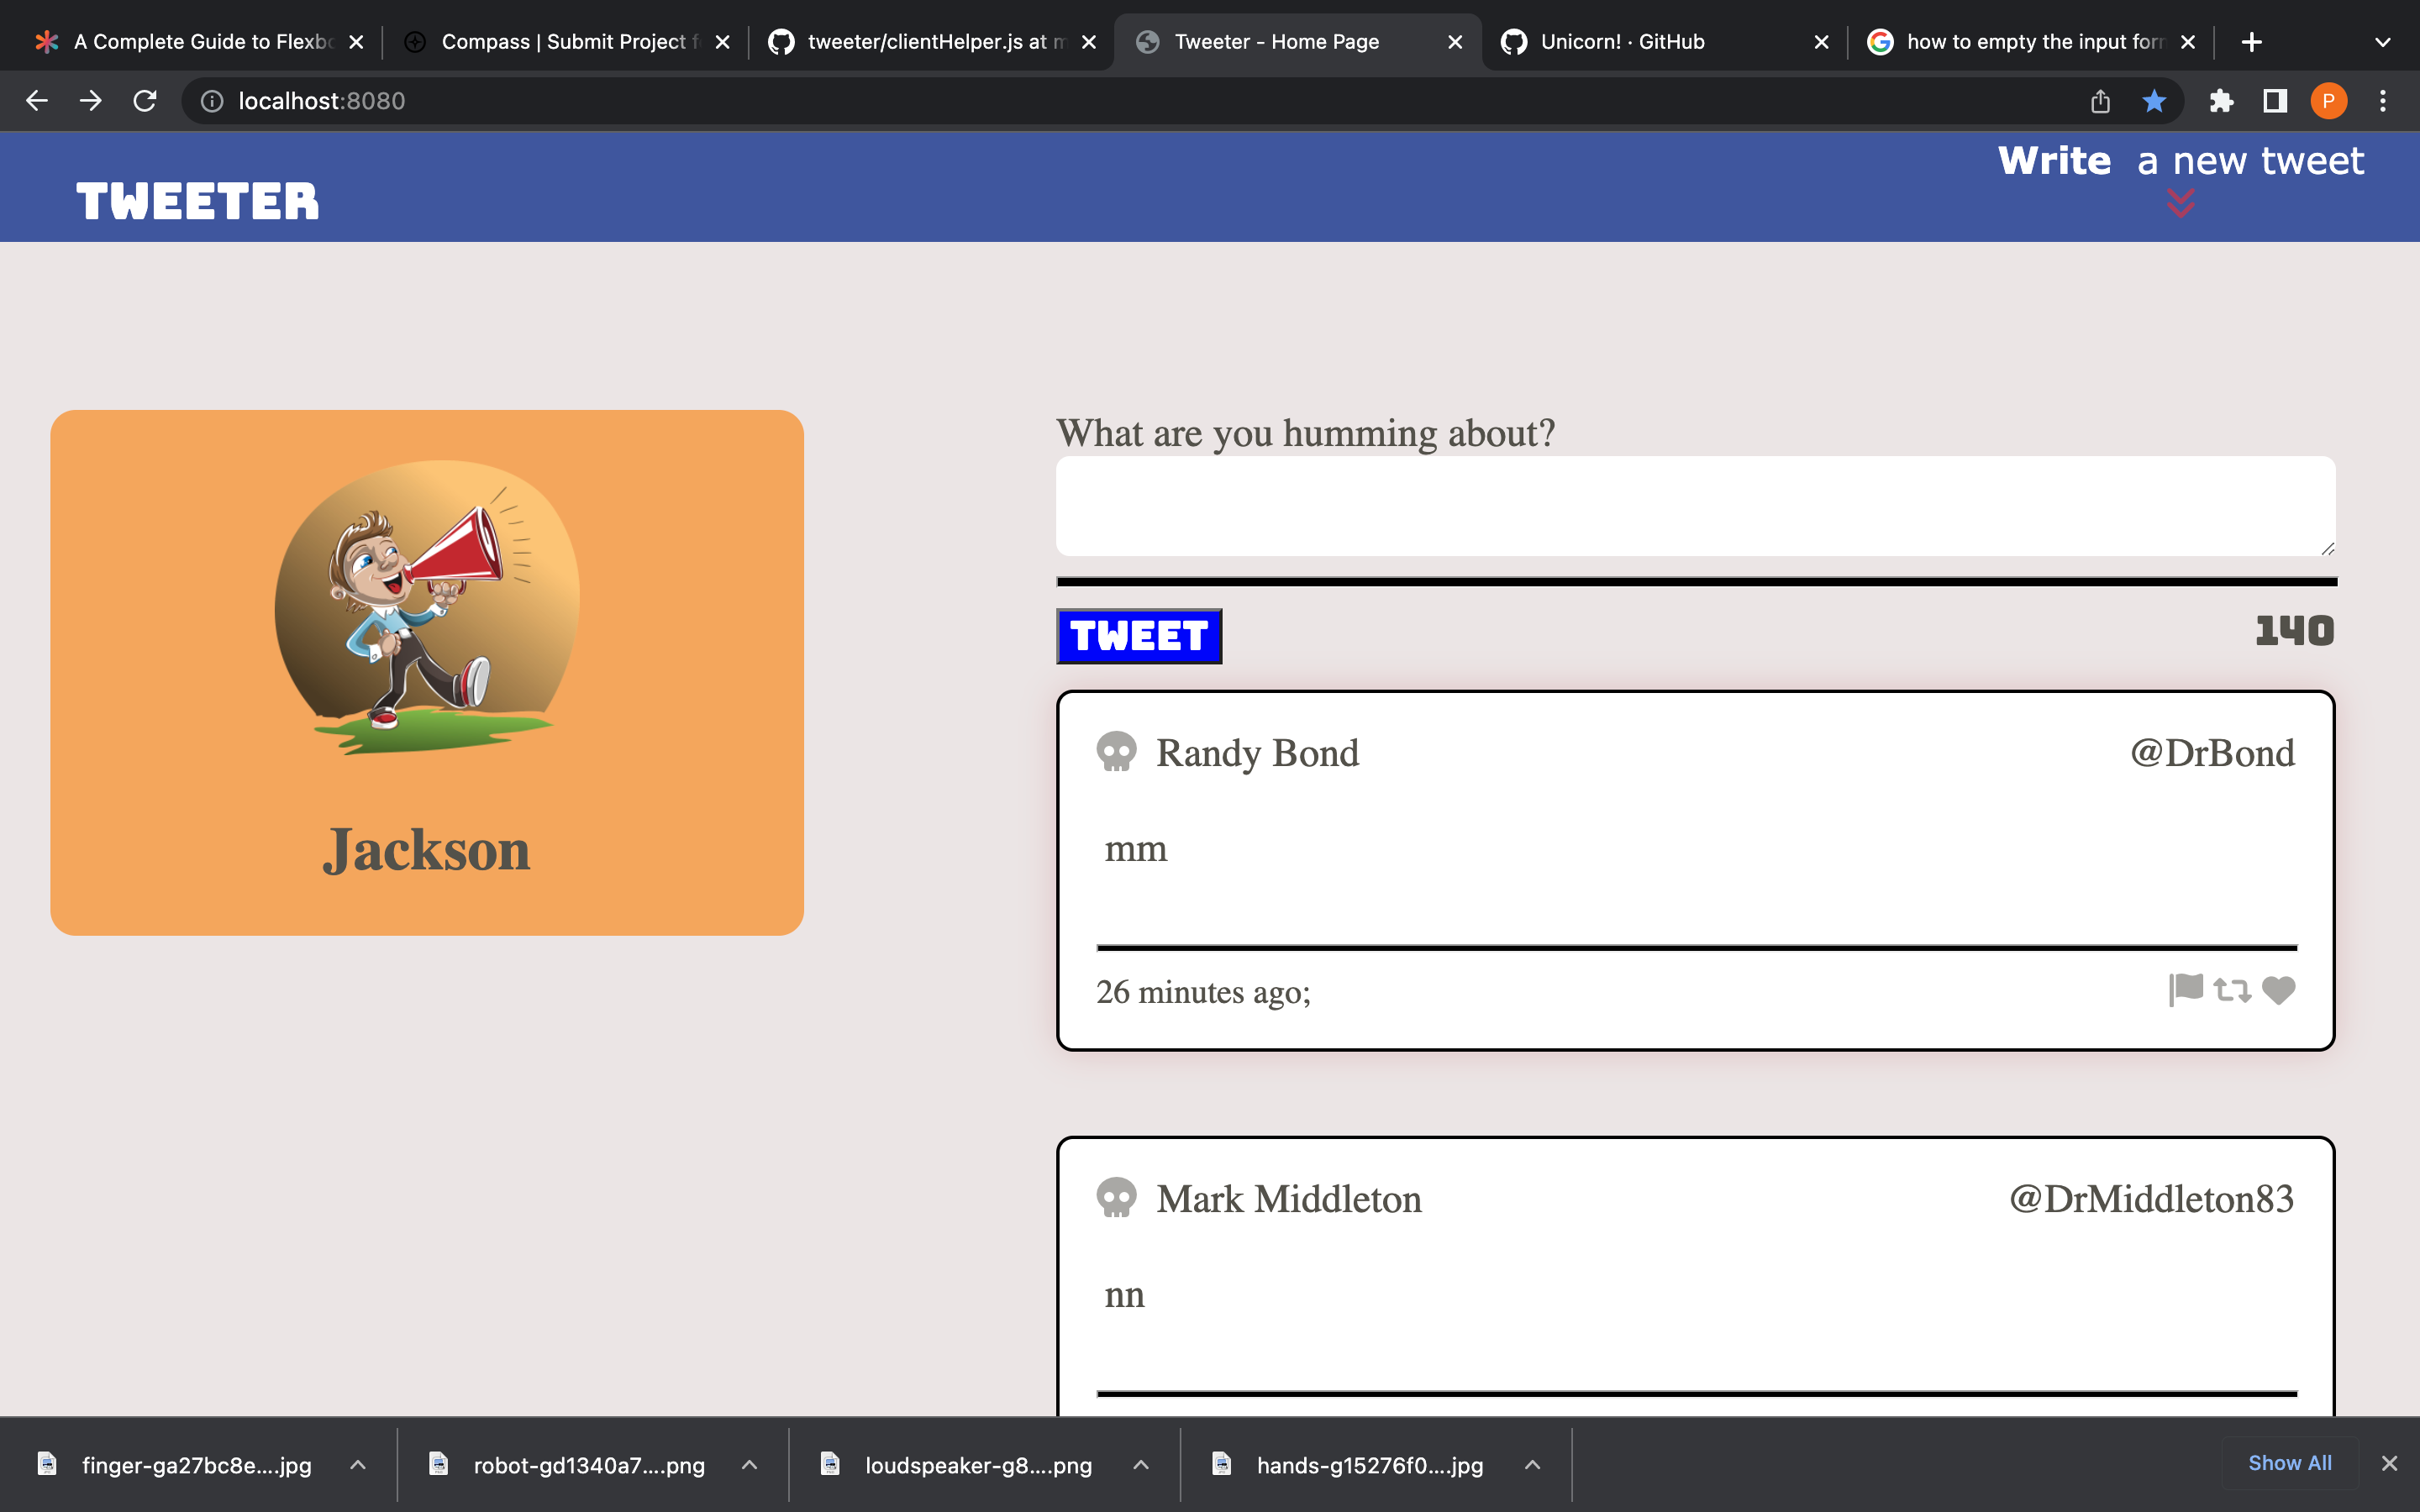 A Complete Guide to Flexbo
Compass | Submit Project f
tweeter/clientHelper.js at m
Tweeter - Home Page
Unicorn! · GitHub
how to empty the input form
localhost:8080
P
TWEETER
Write a new tweet
What are you humming about?
TWEET
140
Jackson
Randy Bond
@DrBond
mm
26 minutes ago;
Mark Middleton
@DrMiddleton83
nn
finger-ga27bc8e....jpg
robot-gd1340a7....png
loudspeaker-g8....png
hands-g15276f0....jpg
Show All